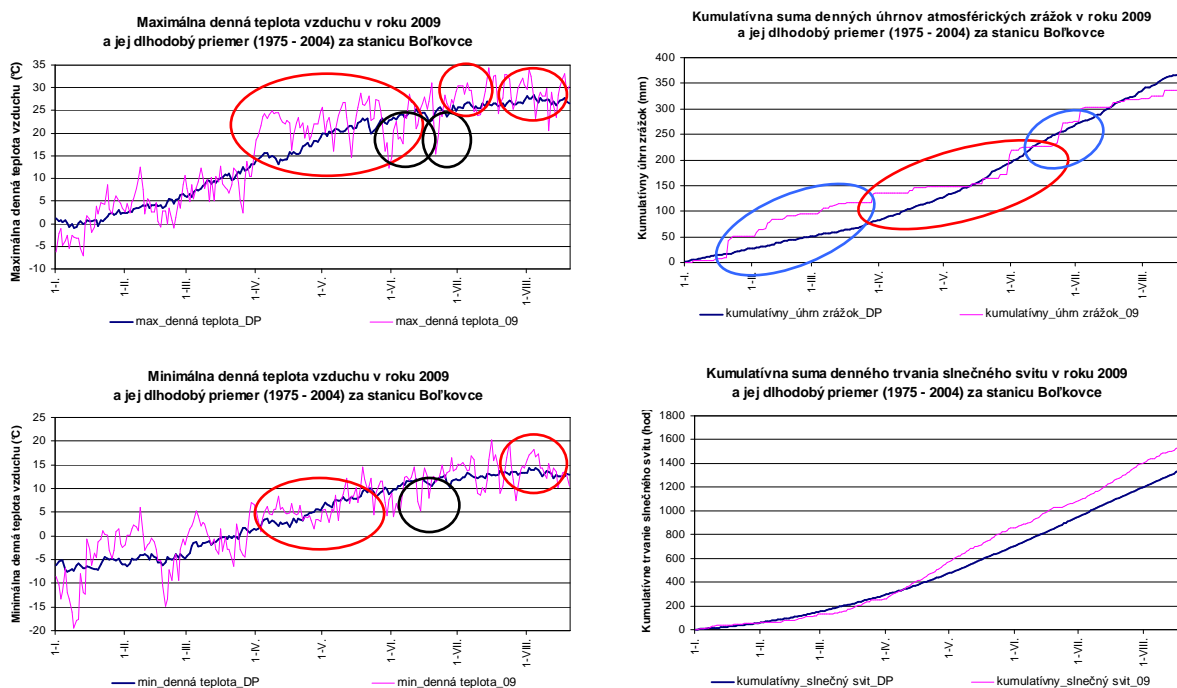 Maximálna denná teplota vzduchu v roku 2009
a jej dlhodobý priemer (1975 - 2004) za stanicu Boľkovce
Maximálna denná teplota vzduchu (°C)
35
30
25
20
15
10
5
0
-5
-10
1-I.
1-II.
1-III.
1-IV.
1-V.
1-VI.
1-VII.
1-VIII.
max_denná teplota_DP
max_denná teplota_09
Kumulatívna suma denných úhrnov atmosférických zrážok v roku 2009
a jej dlhodobý priemer (1975 - 2004) za stanicu Boľkovce
Kumulatívny úhrn zrážok (mm)
400
350
300
250
200
150
100
50
0
1-I.
1-II.
1-III.
1-IV.
1-V.
1-VI.
1-VII.
1-VIII.
kumulatívny_úhrn zrážok_DP
kumulatívny_úhrn zrážok_09
Minimálna denná teplota vzduchu v roku 2009
a jej dlhodobý priemer (1975 - 2004) za stanicu Boľkovce
Minimálna denná teplota vzduchu (°C)
25
20
15
10
5
0
-5
-10
-15
-20
1-I.
1-II.
1-III.
1-IV.
1-V.
1-VI.
1-VII.
1-VIII.
min_denná teplota_DP
min_denná teplota_09
Kumulatívna suma denného trvania slnečného svitu v roku 2009
a jej dlhodobý priemer (1975 - 2004) za stanicu Boľkovce
Kumulatívne trvanie slnečného svitu (hod)
1800
1600
1400
1200
1000
800
600
400
200
0
1-I.
1-II.
1-III.
1-IV.
1-V.
1-VI.
1-VII.
1-VIII.
kumulatívny_slnečný svit_DP
kumulatívny_slnečný svit_09